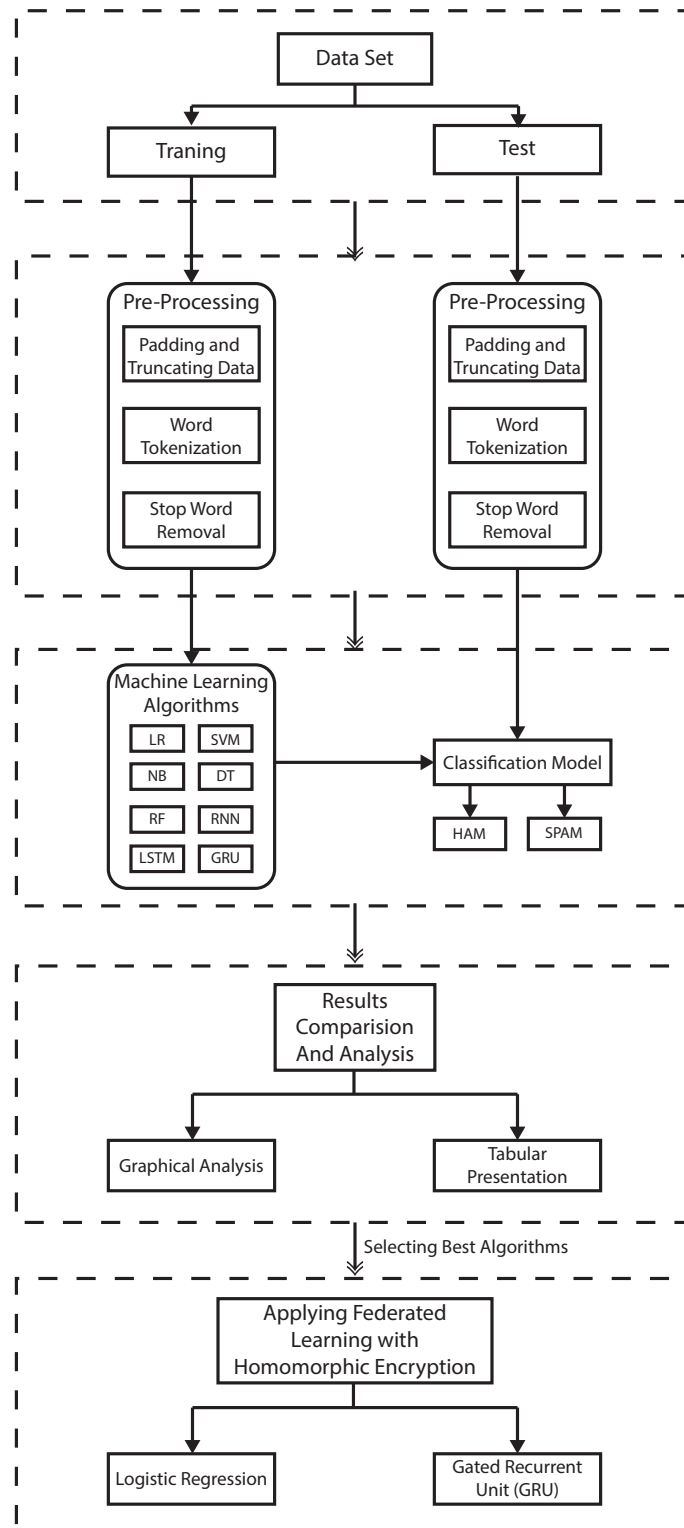 Data Set
Traning
Test
Pre-Processing
Padding and
Truncating Data
Word
Tokenization
Stop Word
Removal
Pre-Processing
Padding and
Truncating Data
Word
Tokenization
Stop Word
Removal
Machine Learning
Algorithms
LR
SVM
NB
DT
RF
RNN
LSTM
GRU
Classification Model
HAM
SPAM
Results
Comparision
And Analysis
Graphical Analysis
Tabular
Presentation
Selecting Best Algorithms
Applying Federated
Learning with
Homomorphic Encryption
Logistic Regression
Gated Recurrent
Unit (GRU)